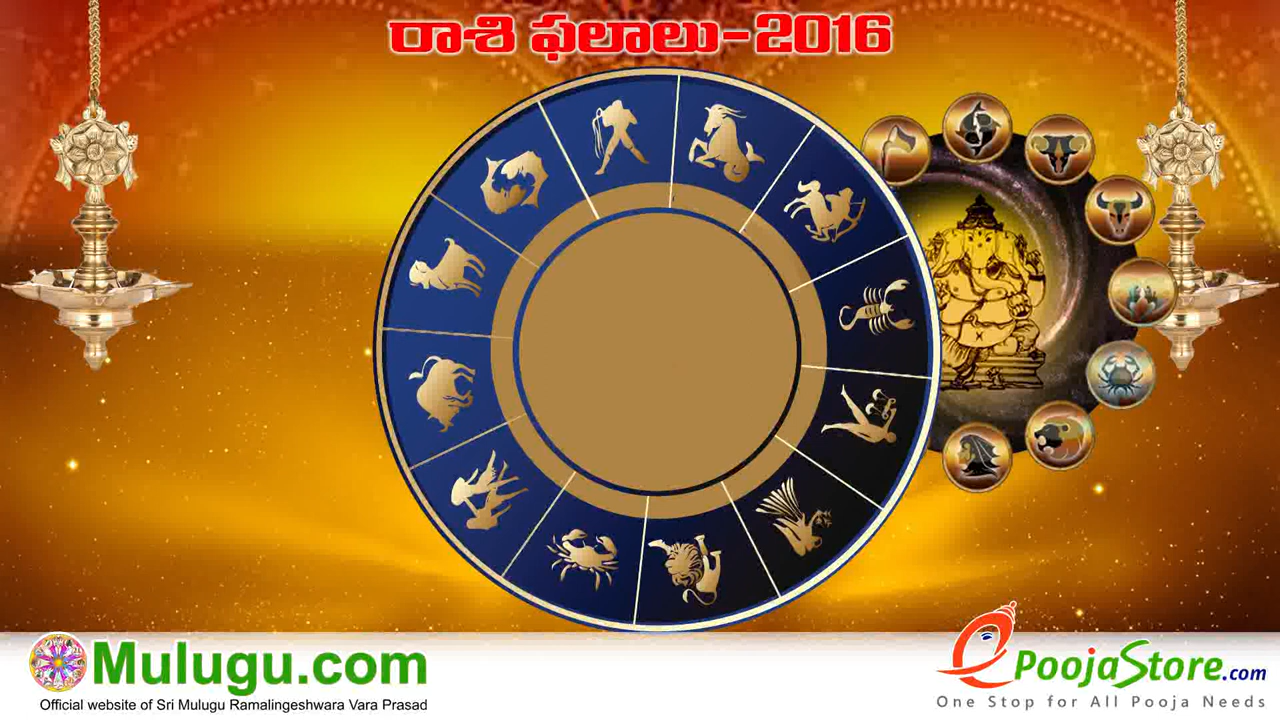 రాశి ఫలాలు-2016
Mulugu.com
Official website of Sri Mulugu Ramalingeshwara Vara Prasad
ePoojaStore.com
One Stop for All Pooja Needs